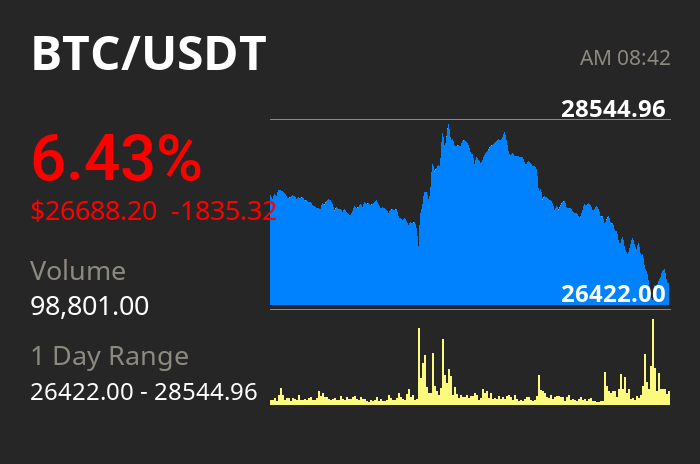 BTC/USDT
AM 08:42
28544.96
6.43%
$26688.20 -1835.32
Volume
98,801.00
26422.00
1 Day Range
26422.00 - 28544.96